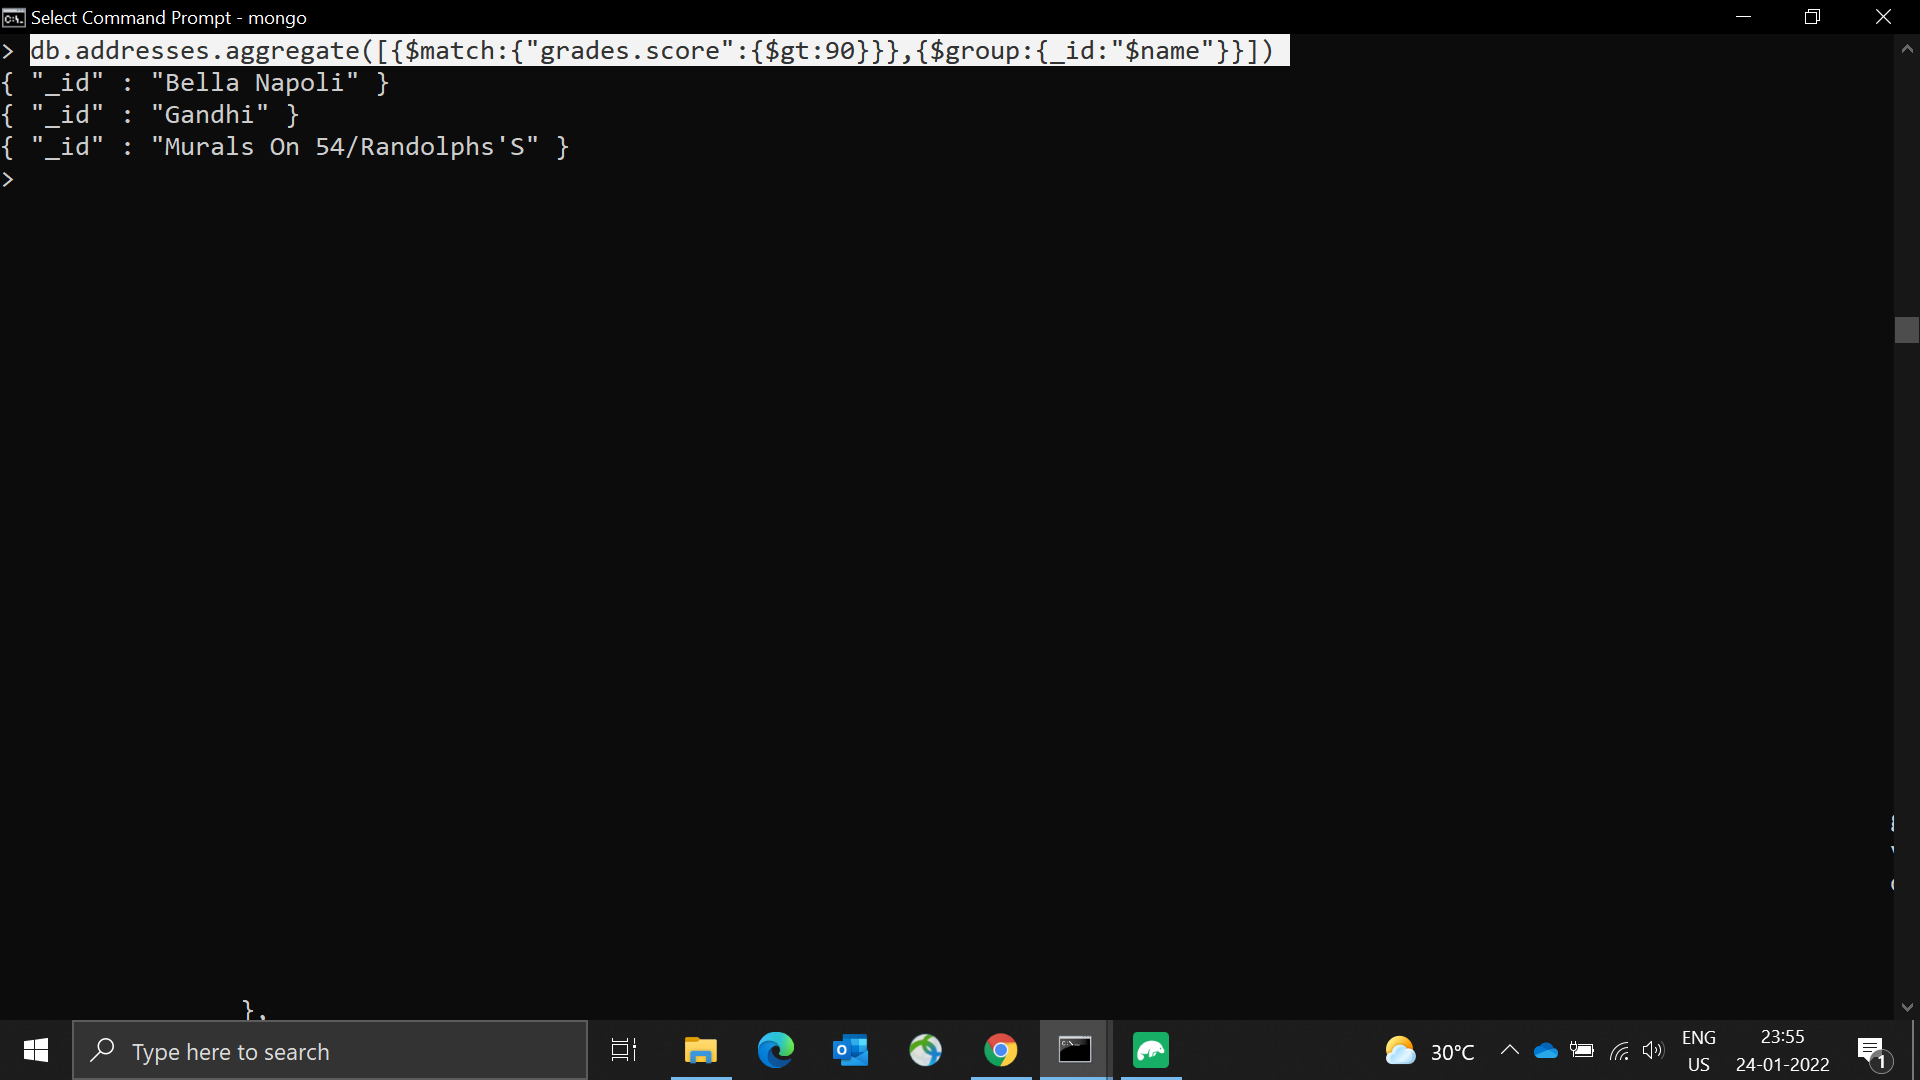 Select Command Prompt - mongo
> db.addresses.aggregate([{$match:{"grades.score":{$gt:90}}},{$group:{_id:"$name"}}])
{ "_id" : "Bella Napoli" }
{ "_id" : "Gandhi" }
{ "_id" : "Murals On 54/Randolphs'S" }
>
},
Type here to search
30°C
ENG
US
23:55
24-01-2022
1